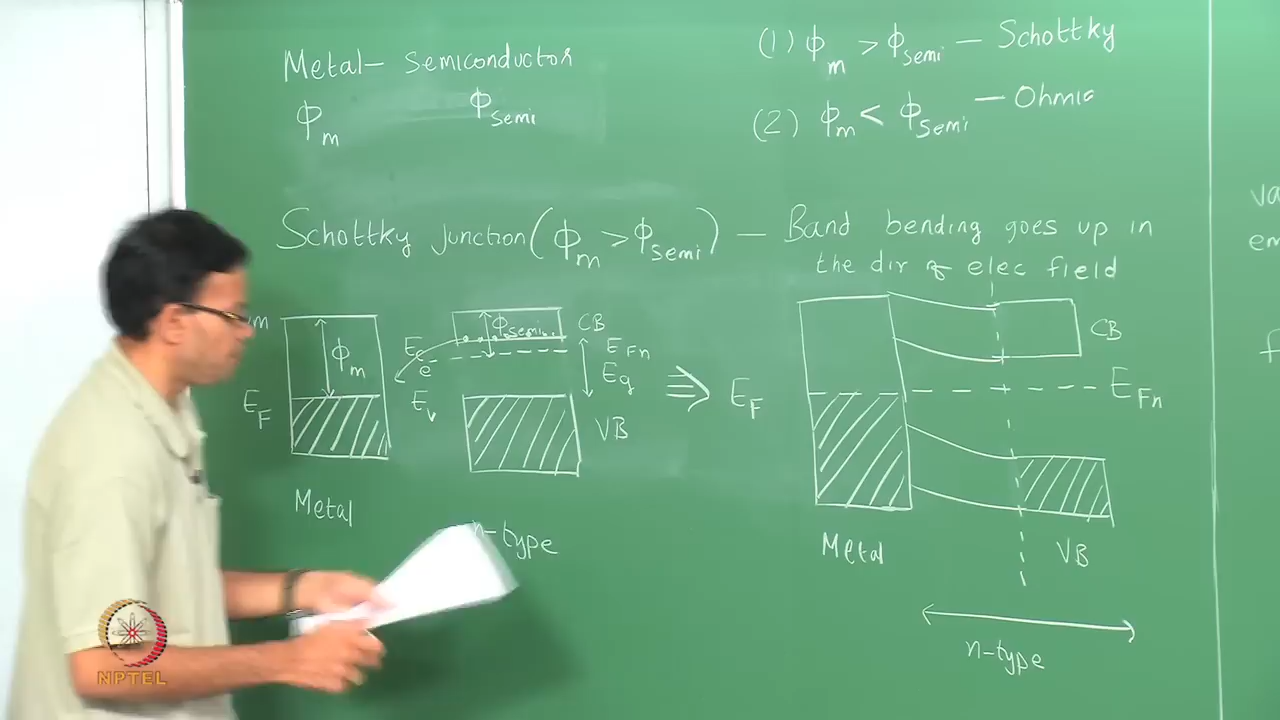 Metal– Semiconductor
ϕm ϕsemi
(1) ϕm > ϕsemi – Schottky
(2) ϕm < ϕsemi – Ohmic
Schottky junction (ϕm > ϕsemi) – Band bending goes up in
the dir of elec field
m
ϕm
EF
Metal
ϕsemi
CB
Ec
EFn
e
Eg
Ev
VB
n-type
⇛
EF
CB
EFn
Metal
VB
n-type
va
em
f
NPTEL